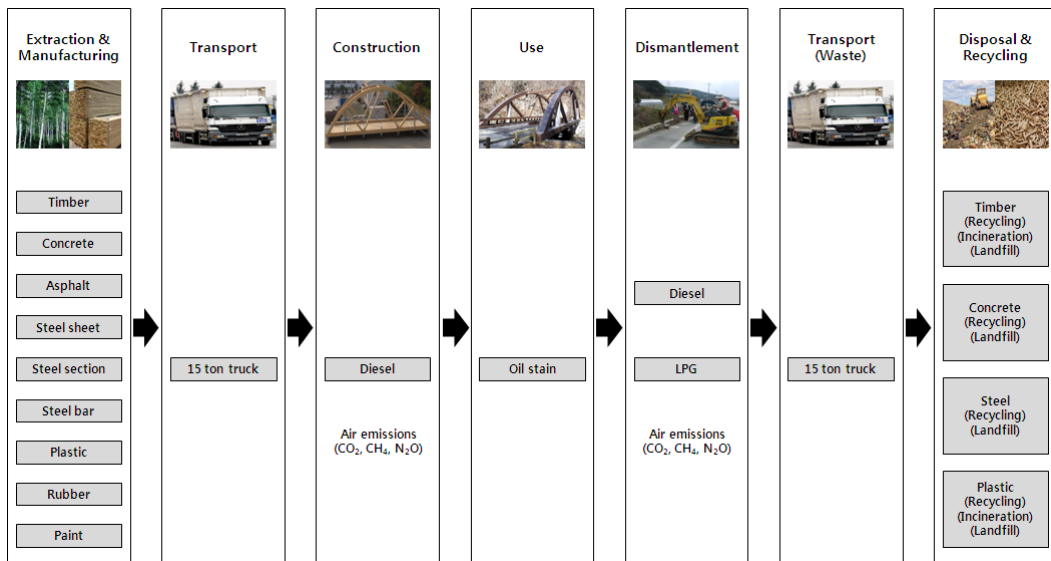 Extraction &
Manufacturing
Timber
Concrete
Asphalt
Steel sheet
Steel section
Steel bar
Plastic
Rubber
Paint
Transport
15 ton truck
Construction
Diesel
Air emissions
(CO₂, CH₄, N₂O)
Use
Oil stain
Dismantlement
Diesel
LPG
Air emissions
(CO₂, CH₄, N₂O)
Transport
(Waste)
15 ton truck
Disposal &
Recycling
Timber
(Recycling)
(Incineration)
(Landfill)
Concrete
(Recycling)
(Landfill)
Steel
(Recycling)
(Landfill)
Plastic
(Recycling)
(Incineration)
(Landfill)